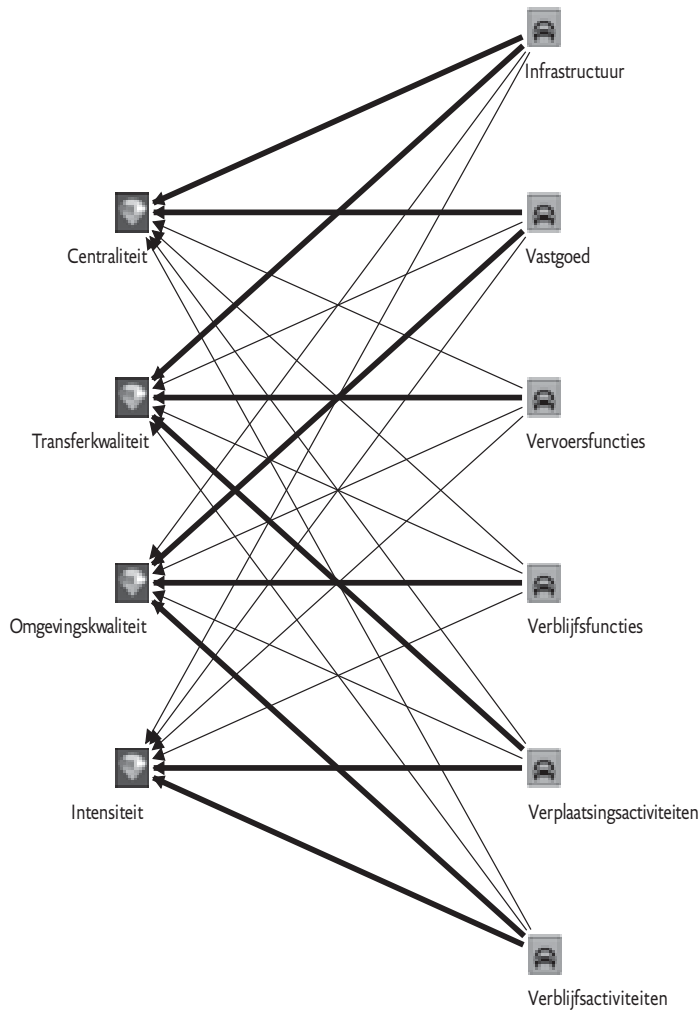 Infrastructuur
Centraliteit
Vastgoed
Transferkwaliteit
Vervoersfuncties
Omgevingskwaliteit
Verblijfsfuncties
Intensiteit
Verplaatsingsactiviteiten
Verblijfsactiviteiten